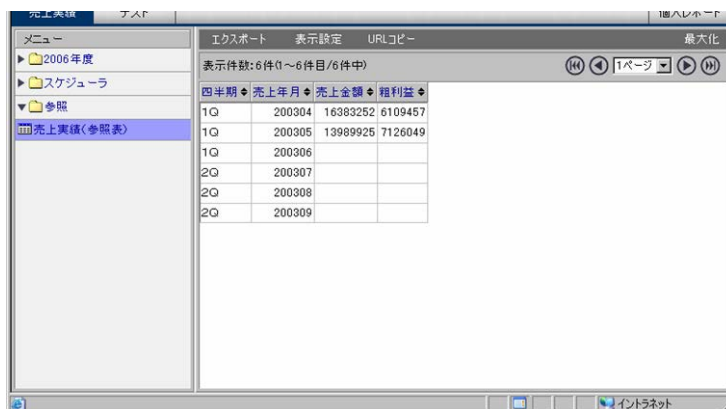 売上実績 テスト 個人レポート
メニュー
2006年度
スケジューラ
参照
売上実績(参照表)
エクスポート 表示設定 URLコピー 最大化
表示件数:6件(1～6件目/6件中) 1ページ
四半期 売上年月 売上金額 粗利益
1Q 200304 16383252 6109457
1Q 200305 13989925 7126049
1Q 200306
2Q 200307
2Q 200308
2Q 200309
イントラネット